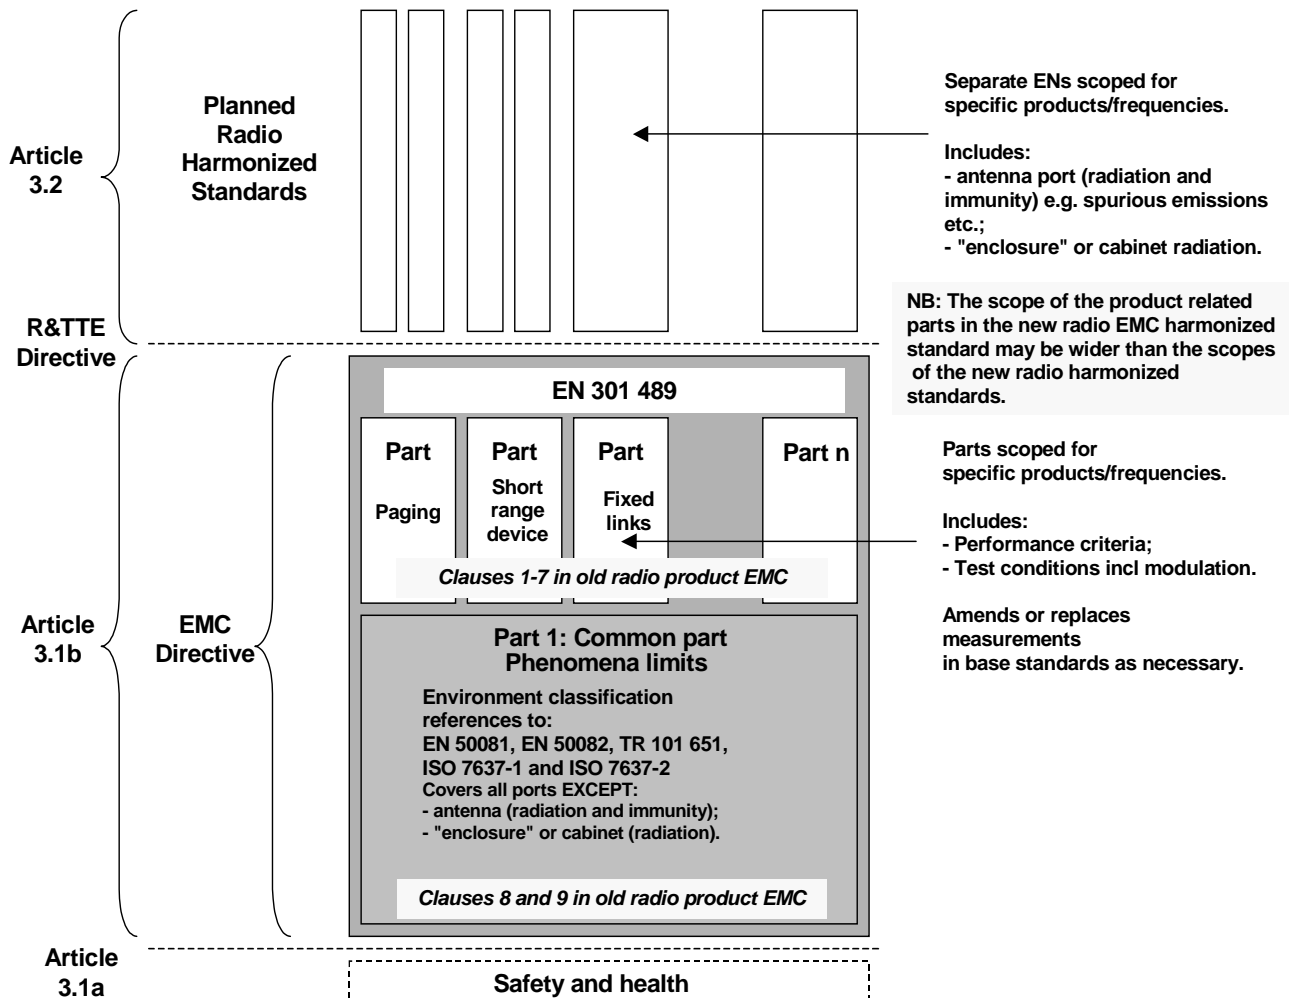 Article
3.2
Planned
Radio
Harmonized
Standards
Separate ENs scoped for
specific products/frequencies.
Includes:
- antenna port (radiation and
immunity) e.g. spurious emissions
etc.;
- "enclosure" or cabinet radiation.
R&TTE
Directive
NB: The scope of the product related
parts in the new radio EMC harmonized
standard may be wider than the scopes
of the new radio harmonized
standards.
EN 301 489
Part
Paging
Part
Short
range
device
Part
Fixed
links
Part n
Clauses 1-7 in old radio product EMC
Parts scoped for
specific products/frequencies.
Includes:
- Performance criteria;
- Test conditions incl modulation.
Amends or replaces
measurements
in base standards as necessary.
Article
3.1b
EMC
Directive
Part 1: Common part
Phenomena limits
Environment classification
references to:
EN 50081, EN 50082, TR 101 651,
ISO 7637-1 and ISO 7637-2
Covers all ports EXCEPT:
- antenna (radiation and immunity);
- "enclosure" or cabinet (radiation).
Clauses 8 and 9 in old radio product EMC
Article
3.1a
Safety and health